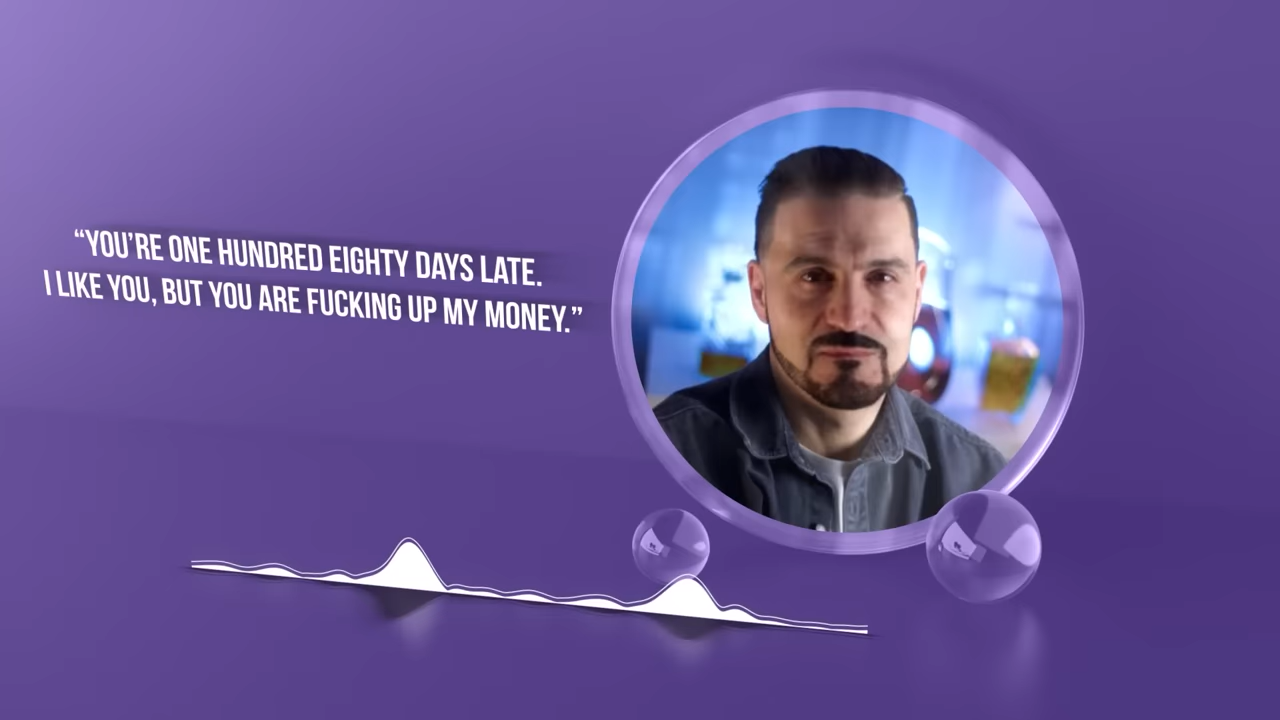 “YOU’RE ONE HUNDRED EIGHTY DAYS LATE.
I LIKE YOU, BUT YOU ARE FUCKING UP MY MONEY.”